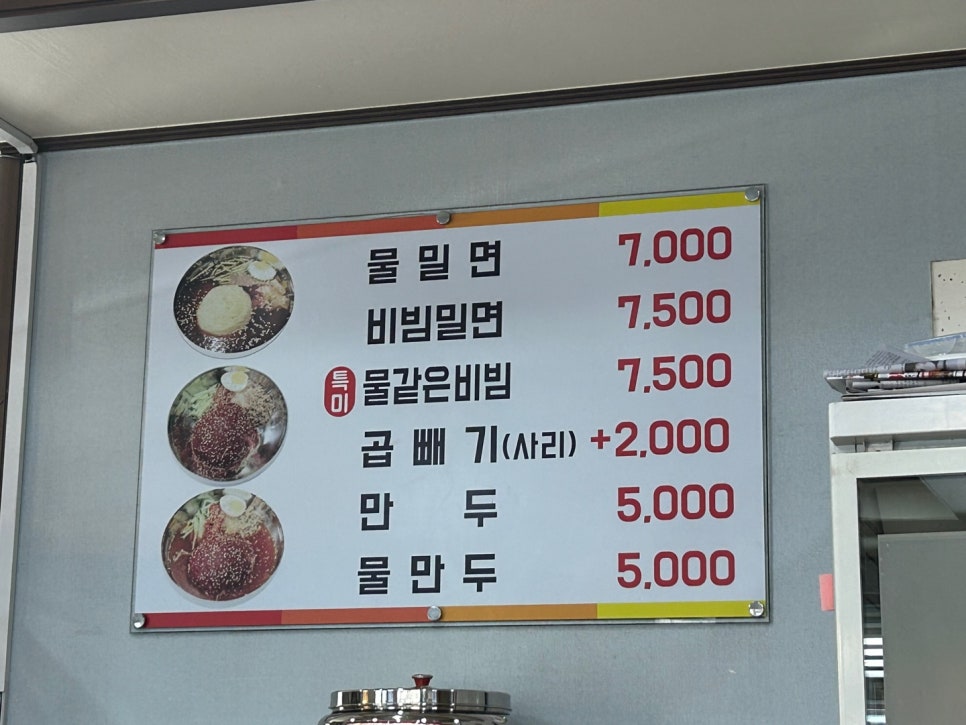 물밀면 7,000
비빔밀면 7,500
특미 물같은비빔 7,500
곱빼기(사리) +2,000
만두 5,000
물만두 5,000